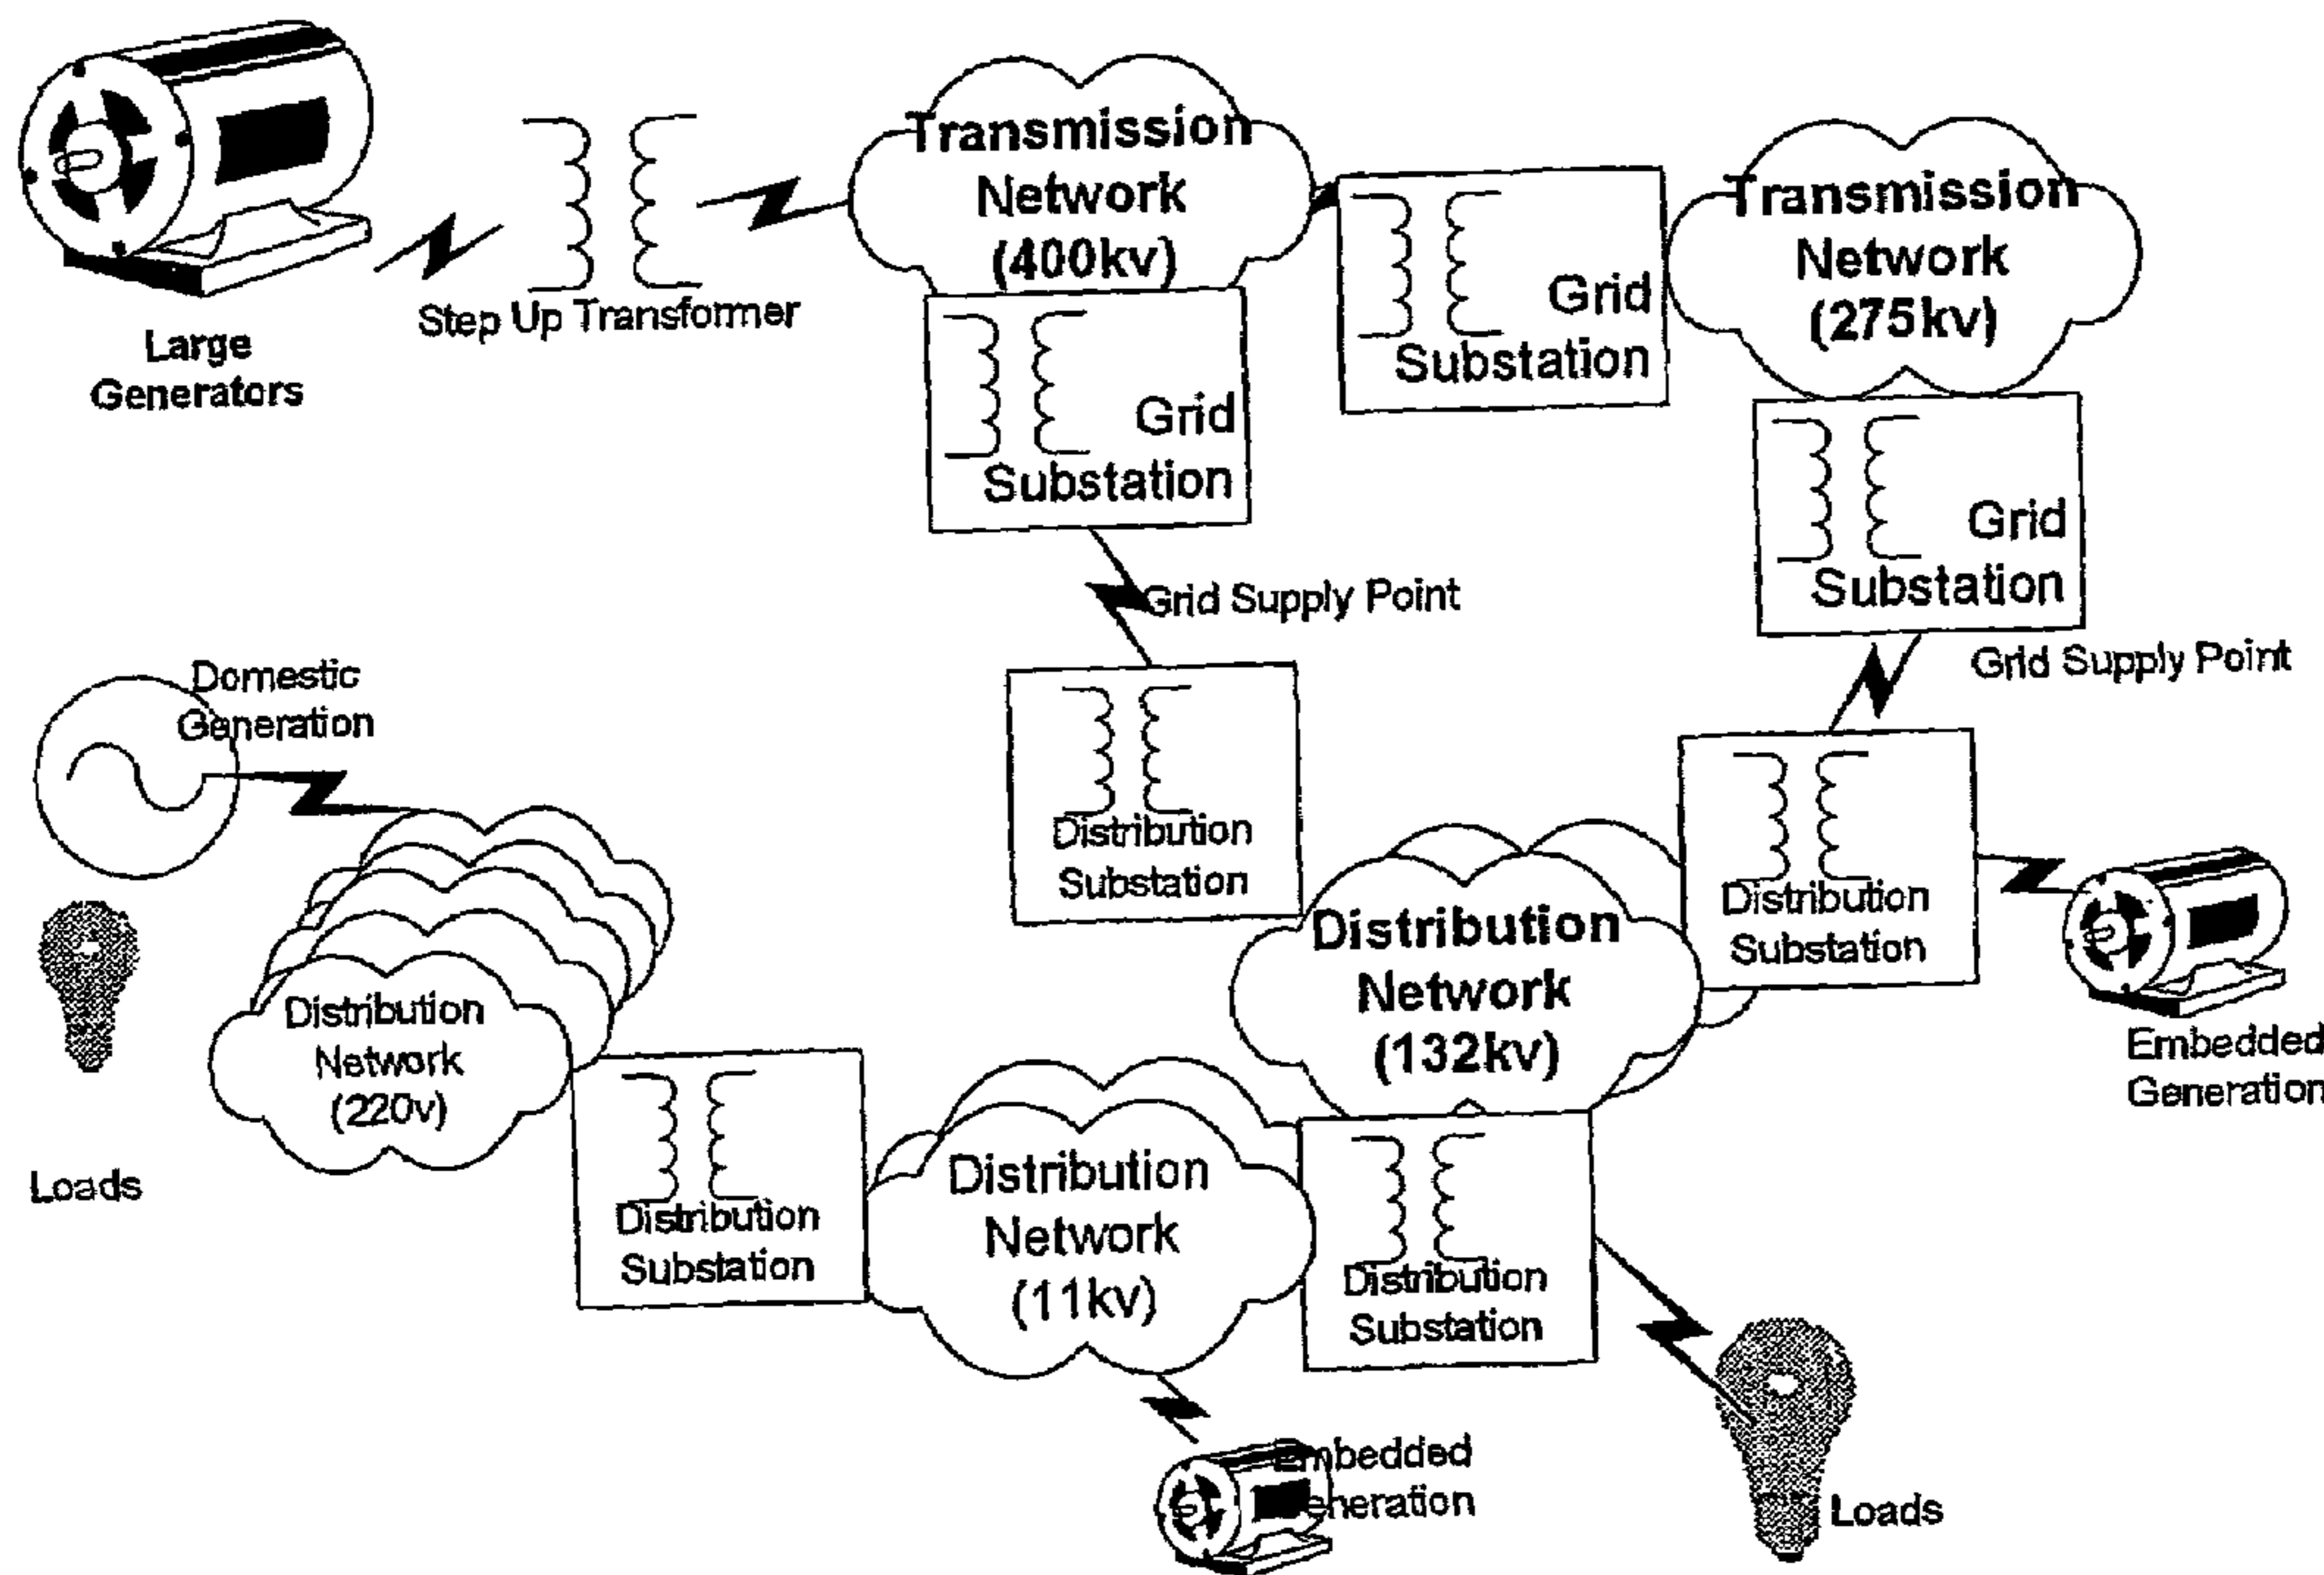 Large
Generators
Step Up Transformer
Transmission
Network
(400kv)
Grid
Substation
Transmission
Network
(275kv)
Grid
Substation
Grid
Substation
Grid Supply Point
Grid Supply Point
Domestic
Generation
Distribution
Substation
Distribution
Substation
Distribution
Network
(132kv)
Embedded
Generation
Distribution
Network
(220v)
Loads
Distribution
Substation
Distribution
Network
(11kv)
Distribution
Substation
Embedded
Generation
Loads